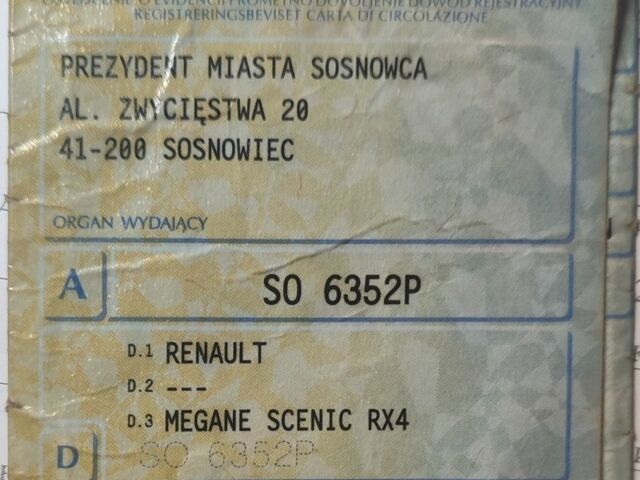 REGISTRERINGSBEVISET CARTA DI CIRCOLAZIONE
PREZYDENT MIASTA SOSNOWCA
AL. ZWYCIĘSTWA 20
41-200 SOSNOWIEC
ORGAN WYDAJĄCY
A SO 6352P
D.1 RENAULT
D.2 ---
D.3 MEGANE SCENIC RX4
D SO 6352P